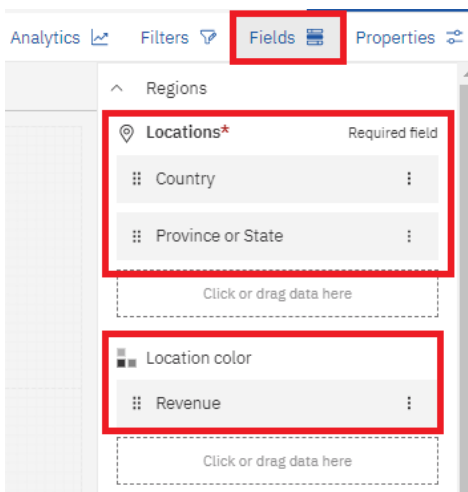 Analytics Filters Fields Properties
Regions
Locations* Required field
Country
Province or State
Click or drag data here
Location color
Revenue
Click or drag data here